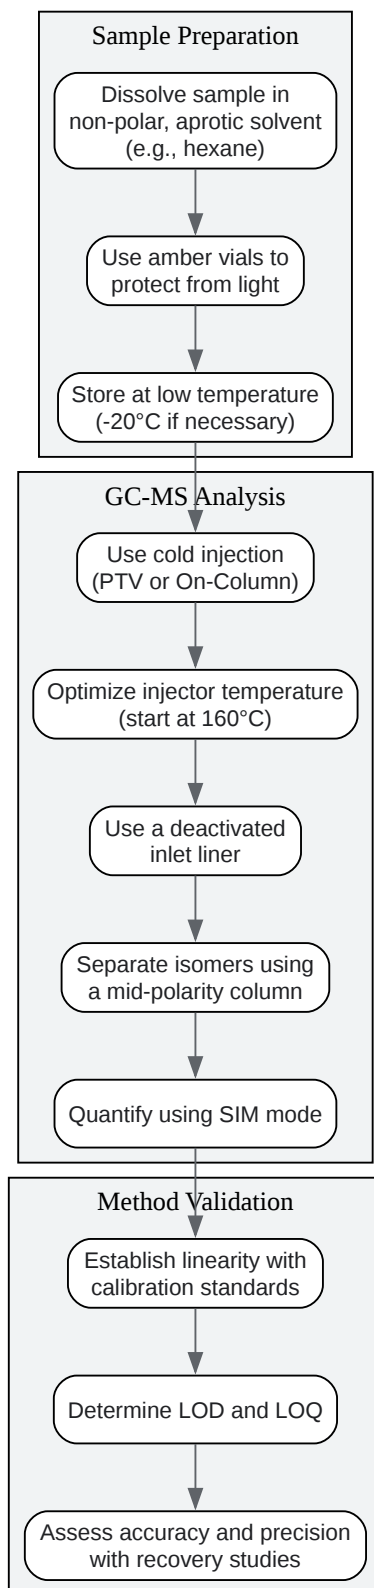 Sample Preparation
Dissolve sample in
non-polar, aprotic solvent
(e.g., hexane)
Use amber vials to
protect from light
Store at low temperature
(-20°C if necessary)
GC-MS Analysis
Use cold injection
(PTV or On-Column)
Optimize injector temperature
(start at 160°C)
Use a deactivated
inlet liner
Separate isomers using
a mid-polarity column
Quantify using SIM mode
Method Validation
Establish linearity with
calibration standards
Determine LOD and LOQ
Assess accuracy and precision
with recovery studies